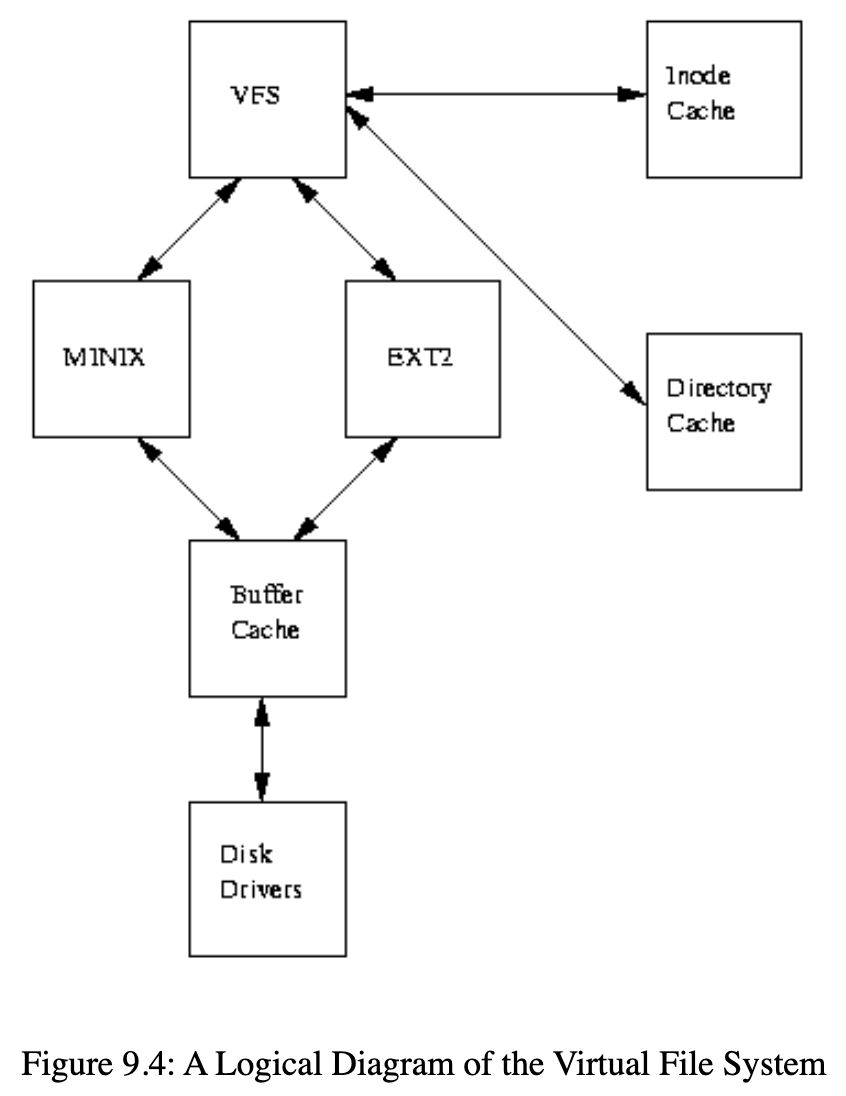 VFS
Inode
Cache
MINIX
EXT2
Directory
Cache
Buffer
Cache
Disk
Drivers
Figure 9.4: A Logical Diagram of the Virtual File System